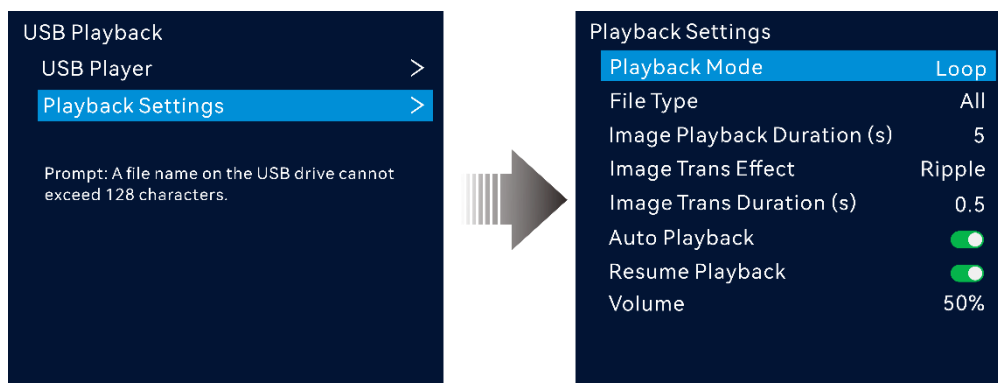 USB Playback
USB Player >
Playback Settings >
Prompt: A file name on the USB drive cannot
exceed 128 characters.
Playback Settings
Playback Mode Loop
File Type All
Image Playback Duration (s) 5
Image Trans Effect Ripple
Image Trans Duration (s) 0.5
Auto Playback
Resume Playback
Volume 50%